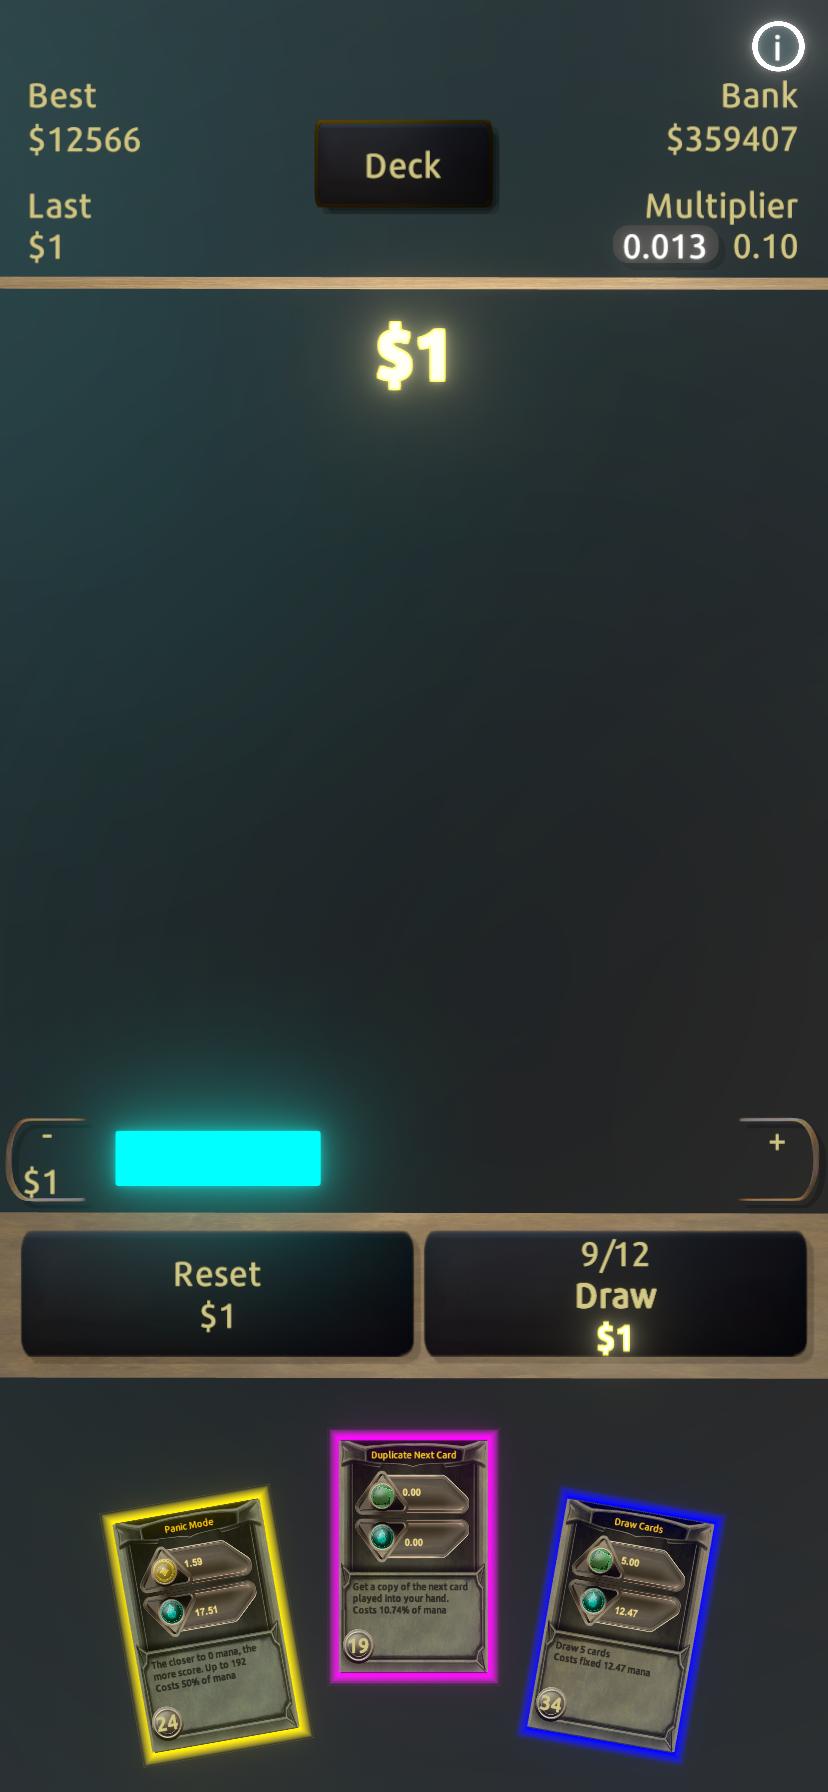 i
Best
$12566
Deck
Bank
$359407
Last
$1
Multiplier
0.013 0.10
$1
-
$1
+
Reset
$1
9/12
Draw
$1
Panic Mode
1.59
17.51
The closer to 0 mana, the
more score. Up to 192
Costs 50% of mana
24
Duplicate Next Card
0.00
0.00
Get a copy of the next card
played into your hand.
Costs 10.74% of mana
19
Draw Cards
5.00
12.47
Draw 5 cards
Costs fixed 12.47 mana
34